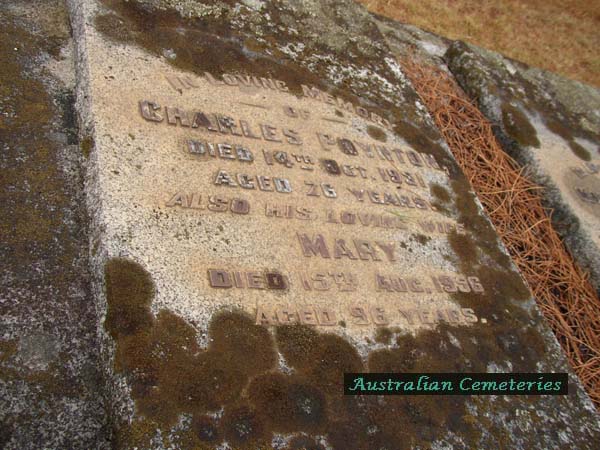 In Loving Memory
of
Charles Poynton,
Died 14th Oct. 1931,
Aged 76 Years.
Also His Loving Wife
Mary
Died 15th Aug. 1956
Aged 96 Years.
Australian Cemeteries